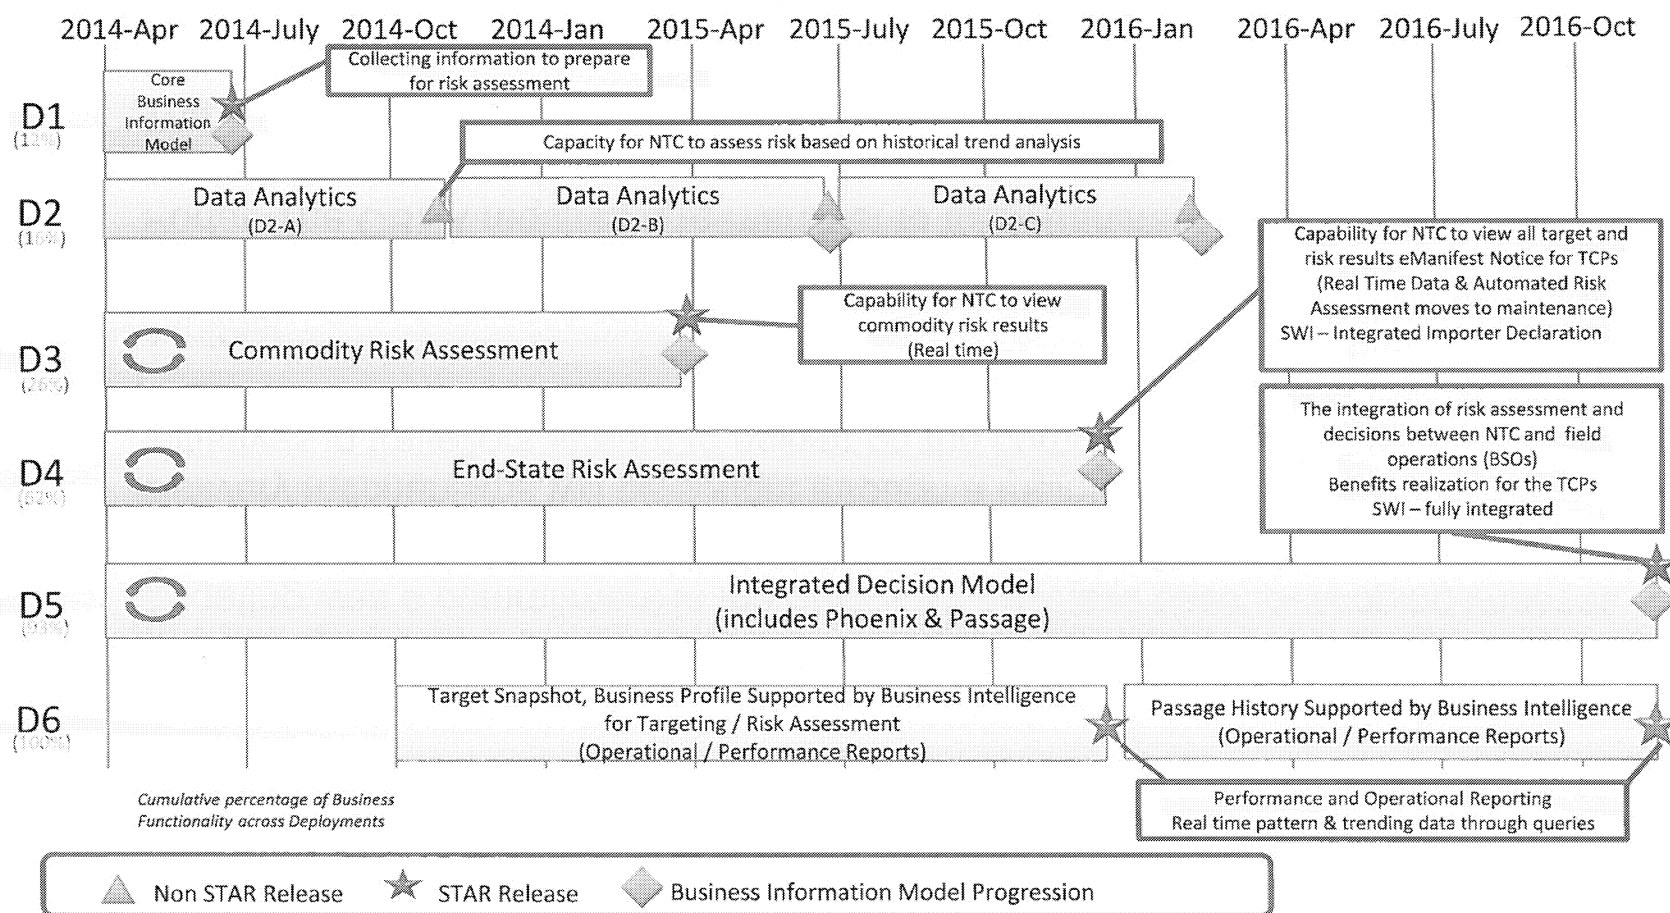 2014-Apr 2014-July 2014-Oct 2014-Jan 2015-Apr 2015-July 2015-Oct 2016-Jan 2016-Apr 2016-July 2016-Oct
Collecting information to prepare
for risk assessment
D1
Core
Business
Information
Model
Capacity for NTC to assess risk based on historical trend analysis
D2
(16%)
Data Analytics
(D2-A)
Data Analytics
(D2-B)
Data Analytics
(D2-C)
Capability for NTC to view all target and
risk results eManifest Notice for TCPs
(Real Time Data & Automated Risk
Assessment moves to maintenance)
SWI – Integrated Importer Declaration
Capability for NTC to view
commodity risk results
(Real time)
D3
(26%)
Commodity Risk Assessment
D4
(62%)
End-State Risk Assessment
The integration of risk assessment and
decisions between NTC and field
operations (BSOs)
Benefits realization for the TCPs
SWI – fully integrated
D5
(93%)
Integrated Decision Model
(includes Phoenix & Passage)
D6
(100%)
Target Snapshot, Business Profile Supported by Business Intelligence
for Targeting / Risk Assessment
(Operational / Performance Reports)
Passage History Supported by Business Intelligence
(Operational / Performance Reports)
Performance and Operational Reporting
Real time pattern & trending data through queries
Cumulative percentage of Business
Functionality across Deployments
Non STAR Release
STAR Release
Business Information Model Progression